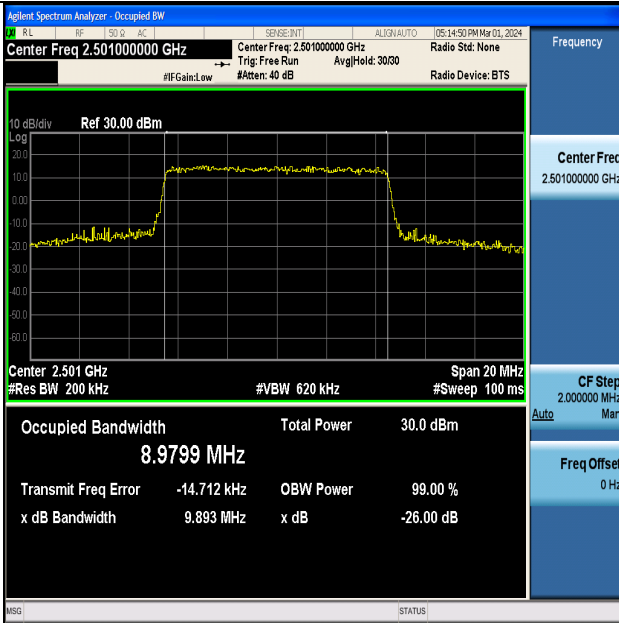 Agilent Spectrum Analyzer - Occupied BW
LXI RL RF 50 Ω AC SENSE:INT ALIGN AUTO 05:14:50 PM Mar 01, 2024
Center Freq 2.501000000 GHz
Center Freq: 2.501000000 GHz Radio Std: None
Trig: Free Run Avg|Hold: 30/30
#IFGain:Low #Atten: 40 dB Radio Device: BTS
10 dB/div Ref 30.00 dBm
Log
20.0
10.0
0.00
-10.0
-20.0
-30.0
-40.0
-50.0
-60.0
Center 2.501 GHz Span 20 MHz
#Res BW 200 kHz #VBW 620 kHz #Sweep 100 ms
Occupied Bandwidth Total Power 30.0 dBm
8.9799 MHz
Transmit Freq Error -14.712 kHz OBW Power 99.00 %
x dB Bandwidth 9.893 MHz x dB -26.00 dB
MSG STATUS
Frequency
Center Freq
2.501000000 GHz
CF Step
2.000000 MHz
Auto Man
Freq Offset
0 Hz